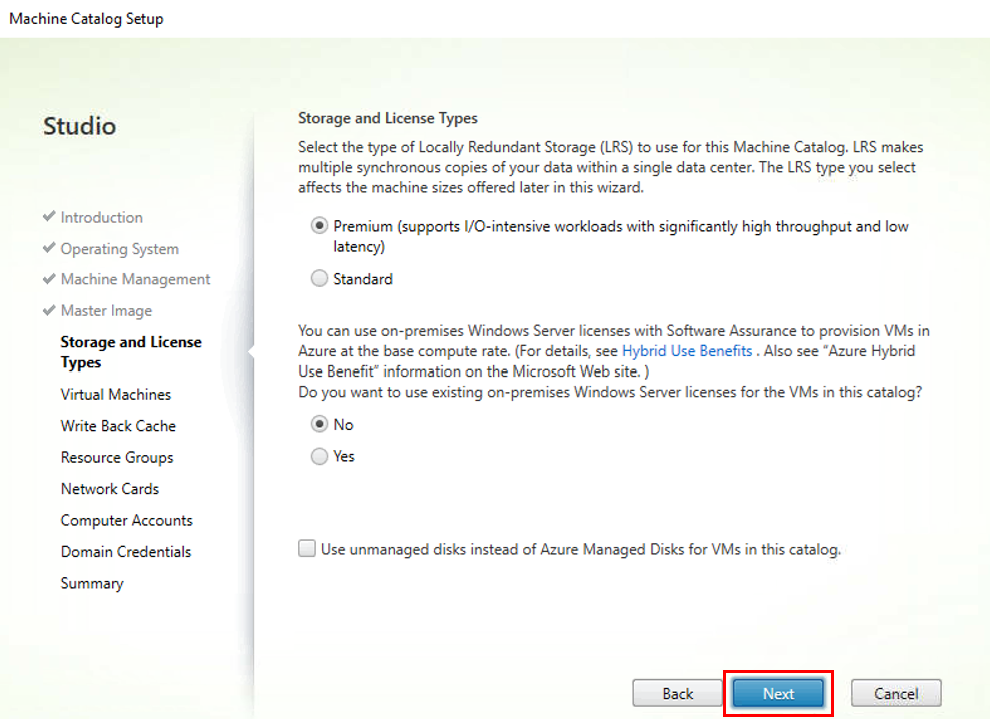 Machine Catalog Setup
Studio
Introduction
Operating System
Machine Management
Master Image
Storage and License
Types
Virtual Machines
Write Back Cache
Resource Groups
Network Cards
Computer Accounts
Domain Credentials
Summary
Storage and License Types
Select the type of Locally Redundant Storage (LRS) to use for this Machine Catalog. LRS makes
multiple synchronous copies of your data within a single data center. The LRS type you select
affects the machine sizes offered later in this wizard.
Premium (supports I/O-intensive workloads with significantly high throughput and low
latency)
Standard
You can use on-premises Windows Server licenses with Software Assurance to provision VMs in
Azure at the base compute rate. (For details, see Hybrid Use Benefits . Also see “Azure Hybrid
Use Benefit” information on the Microsoft Web site. )
Do you want to use existing on-premises Windows Server licenses for the VMs in this catalog?
No
Yes
Use unmanaged disks instead of Azure Managed Disks for VMs in this catalog.
Back
Next
Cancel